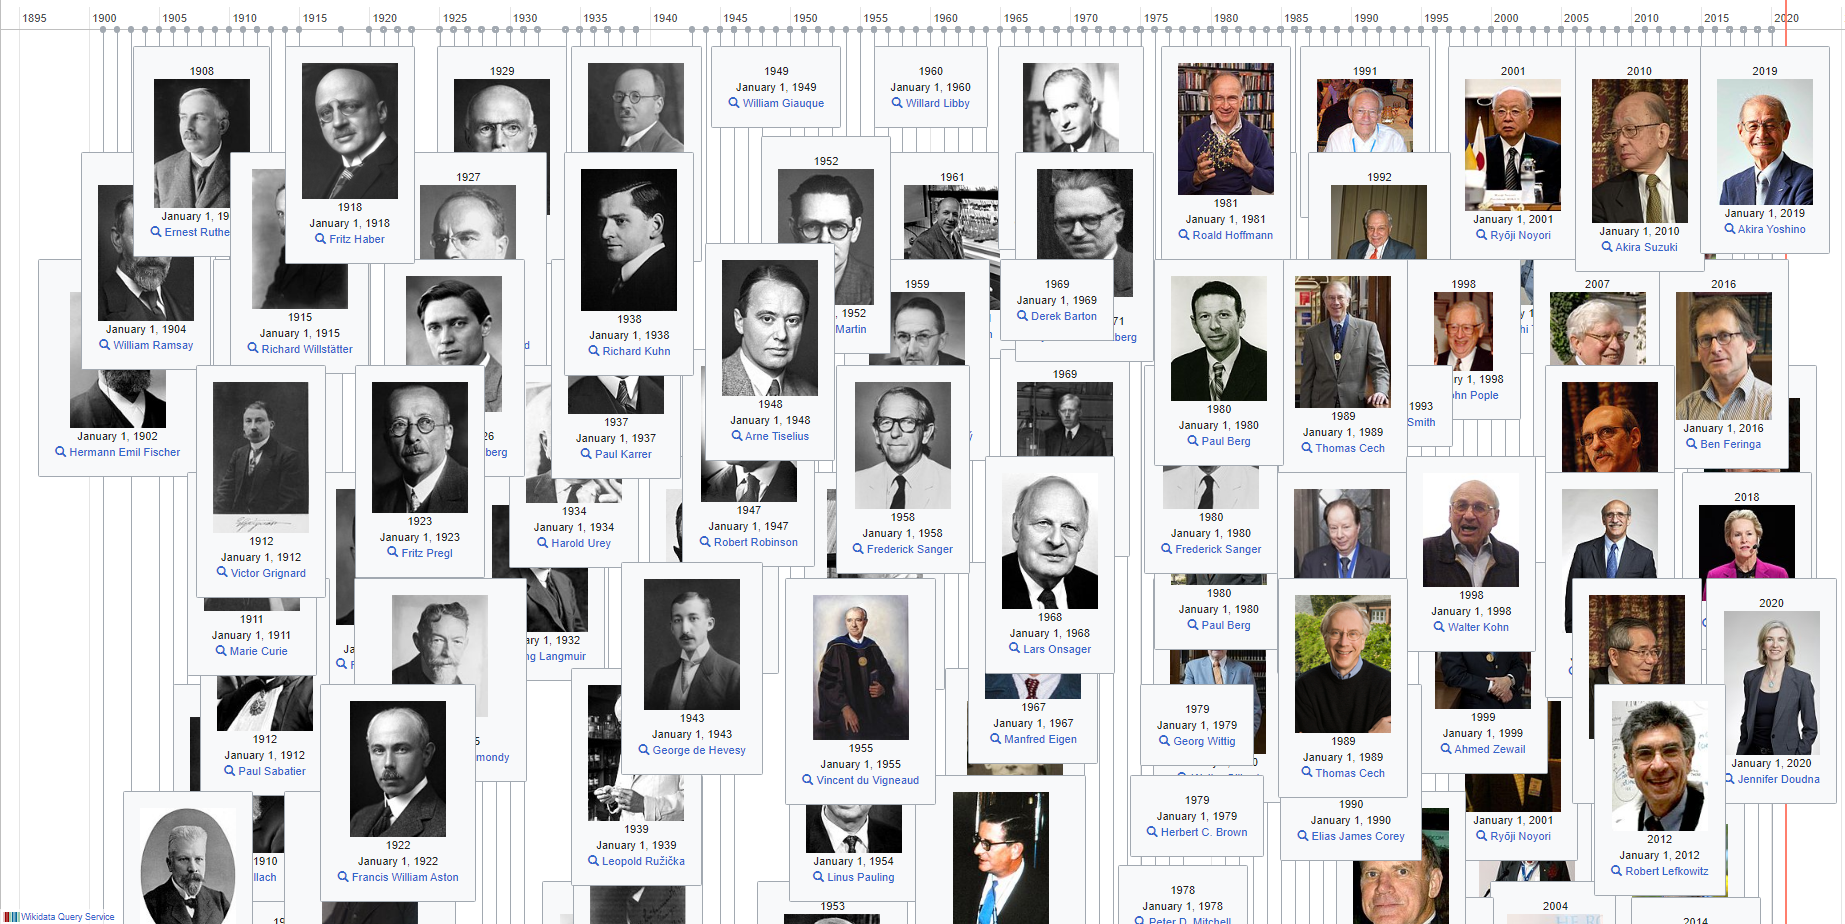 1895 1900 1905 1910 1915 1920 1925 1930 1935 1940 1945 1950 1955 1960 1965 1970 1975 1980 1985 1990 1995 2000 2005 2010 2015 2020
1908
January 1, 19
Ernest Ruthe
1918
January 1, 1918
Fritz Haber
1929
1949
January 1, 1949
William Giauque
1960
January 1, 1960
Willard Libby
1981
January 1, 1981
Roald Hoffmann
1991
2001
January 1, 2001
Ryōji Noyori
2010
January 1, 2010
Akira Suzuki
2019
January 1, 2019
Akira Yoshino
January 1, 1904
William Ramsay
1915
January 1, 1915
Richard Willstätter
1927
1938
January 1, 1938
Richard Kuhn
1952
, 1952
Martin
1961
1992
January 1, 1902
Hermann Emil Fischer
1948
January 1, 1948
Arne Tiselius
1959
1969
January 1, 1969
Derek Barton
71
berg
1980
January 1, 1980
Paul Berg
1989
January 1, 1989
Thomas Cech
1998
ry 1, 1998
ohn Pople
2007
2016
January 1, 2016
Ben Feringa
1912
January 1, 1912
Victor Grignard
1923
January 1, 1923
Fritz Pregl
26
berg
1937
January 1, 1937
Paul Karrer
1958
January 1, 1958
Frederick Sanger
1969
1993
Smith
1934
January 1, 1934
Harold Urey
1947
January 1, 1947
Robert Robinson
1968
January 1, 1968
Lars Onsager
1980
January 1, 1980
Frederick Sanger
1998
January 1, 1998
Walter Kohn
2018
1911
January 1, 1911
Marie Curie
ary 1, 1932
ng Langmuir
1943
January 1, 1943
George de Hevesy
1955
January 1, 1955
Vincent du Vigneaud
1980
January 1, 1980
Paul Berg
1989
January 1, 1989
Thomas Cech
2020
January 1, 2020
Jennifer Doudna
1912
January 1, 1912
Paul Sabatier
1922
January 1, 1922
Francis William Aston
5
mondy
1939
January 1, 1939
Leopold Ružička
1967
January 1, 1967
Manfred Eigen
1979
January 1, 1979
Georg Wittig
1999
January 1, 1999
Ahmed Zewail
2012
January 1, 2012
Robert Lefkowitz
1910
llach
1954
January 1, 1954
Linus Pauling
1979
January 1, 1979
Herbert C. Brown
1990
January 1, 1990
Elias James Corey
January 1, 2001
Ryōji Noyori
1953
1978
January 1, 1978
Peter D. Mitchell
2004
2014
Wikidata Query Service